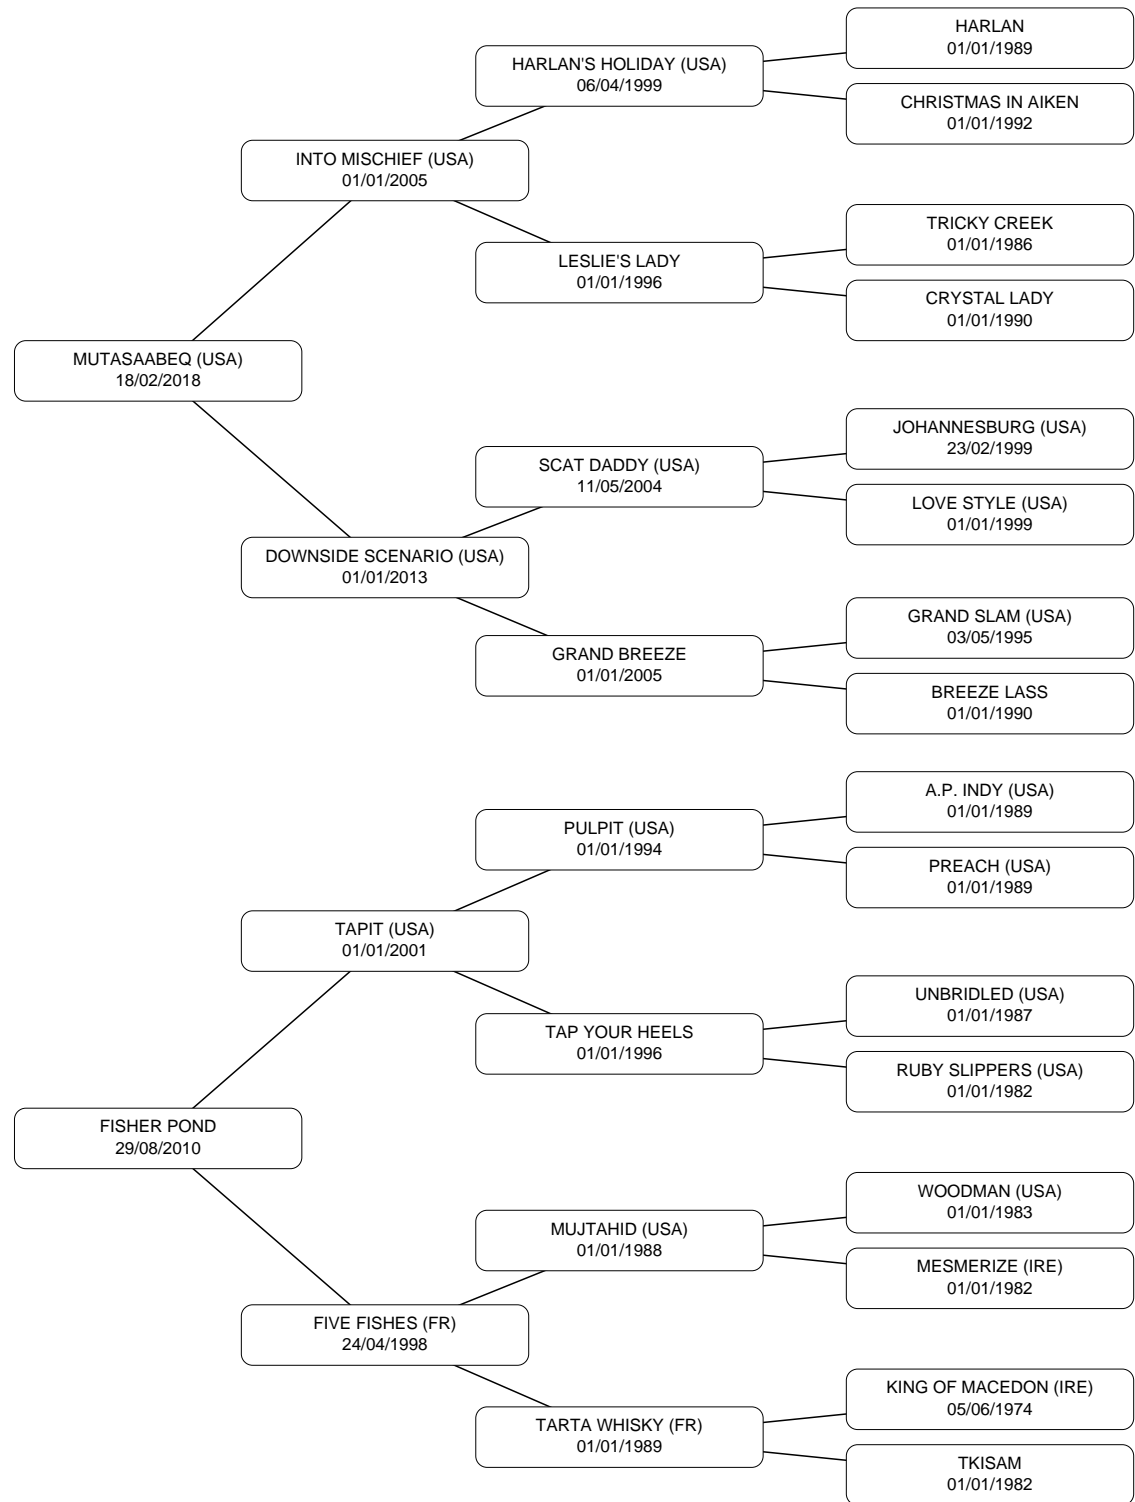 HARLAN
01/01/1989
HARLAN'S HOLIDAY (USA)
06/04/1999
CHRISTMAS IN AIKEN
01/01/1992
INTO MISCHIEF (USA)
01/01/2005
TRICKY CREEK
01/01/1986
LESLIE'S LADY
01/01/1996
CRYSTAL LADY
01/01/1990
MUTASAABEQ (USA)
18/02/2018
JOHANNESBURG (USA)
23/02/1999
SCAT DADDY (USA)
11/05/2004
LOVE STYLE (USA)
01/01/1999
DOWNSIDE SCENARIO (USA)
01/01/2013
GRAND SLAM (USA)
03/05/1995
GRAND BREEZE
01/01/2005
BREEZE LASS
01/01/1990
A.P. INDY (USA)
01/01/1989
PULPIT (USA)
01/01/1994
PREACH (USA)
01/01/1989
TAPIT (USA)
01/01/2001
UNBRIDLED (USA)
01/01/1987
TAP YOUR HEELS
01/01/1996
RUBY SLIPPERS (USA)
01/01/1982
FISHER POND
29/08/2010
WOODMAN (USA)
01/01/1983
MUJTAHID (USA)
01/01/1988
MESMERIZE (IRE)
01/01/1982
FIVE FISHES (FR)
24/04/1998
KING OF MACEDON (IRE)
05/06/1974
TARTA WHISKY (FR)
01/01/1989
TKISAM
01/01/1982